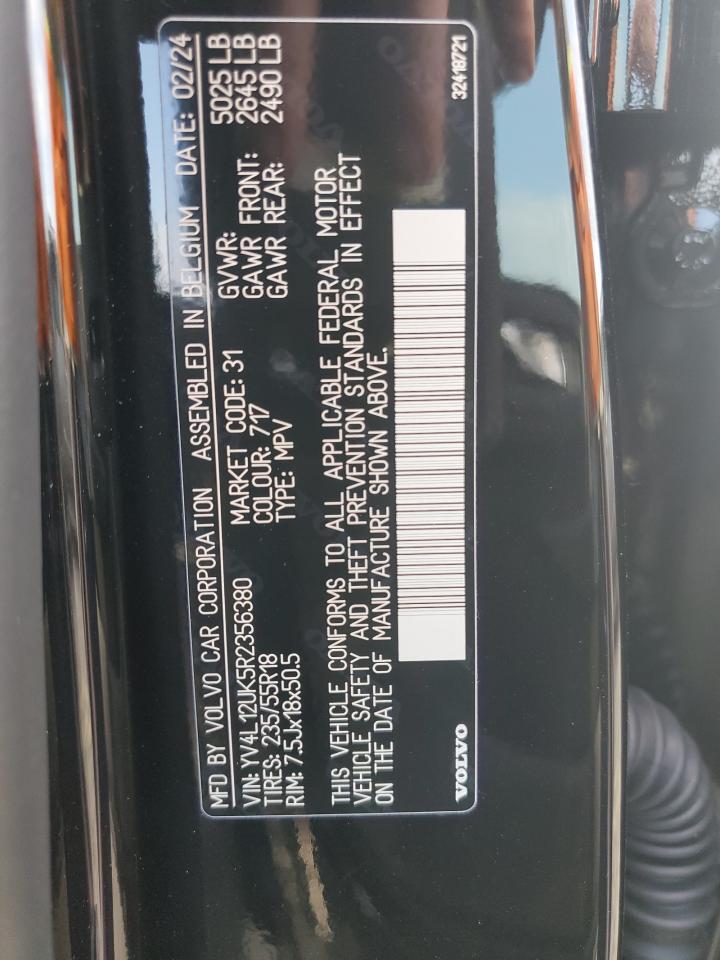 MFD BY VOLVO CAR CORPORATION ASSEMBLED IN BELGIUM DATE: 02/24
VIN: YV4L12UK5R2356380
TIRES: 235/55R18
RIM: 7.5Jx18x50.5
MARKET CODE: 31
COLOUR: 717
TYPE: MPV
GVWR: 5025 LB
GAWR FRONT: 2645 LB
GAWR REAR: 2490 LB
THIS VEHICLE CONFORMS TO ALL APPLICABLE FEDERAL MOTOR
VEHICLE SAFETY AND THEFT PREVENTION STANDARDS IN EFFECT
ON THE DATE OF MANUFACTURE SHOWN ABOVE.
VOLVO
32418721